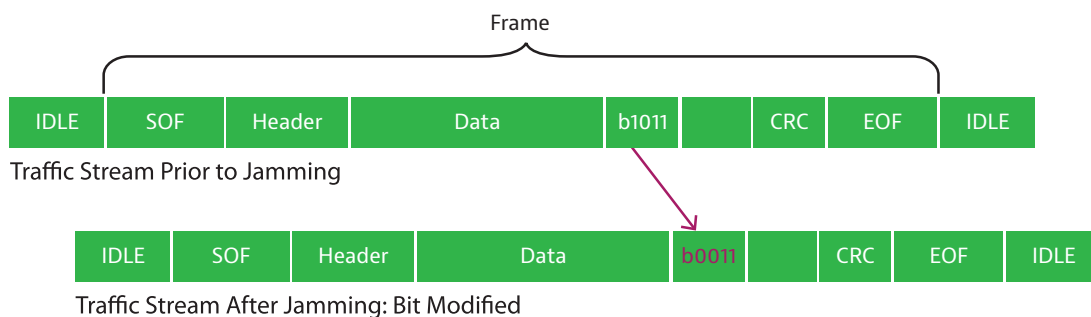 Frame
IDLE SOF Header Data b1011 CRC EOF IDLE
Traffic Stream Prior to Jamming
IDLE SOF Header Data b0011 CRC EOF IDLE
Traffic Stream After Jamming: Bit Modified